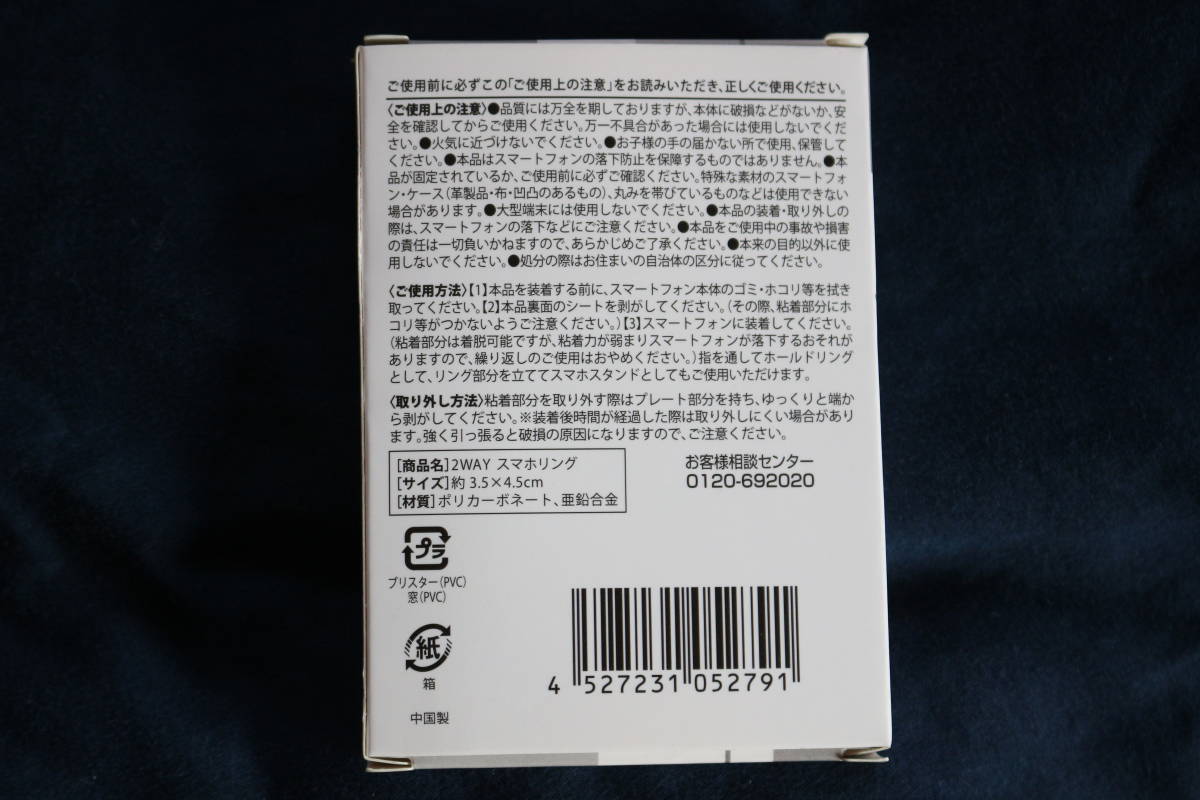 ご使用前に必ずこの「ご使用上の注意」をお読みいただき、正しくご使用ください。
〈ご使用上の注意〉●品質には万全を期しておりますが、本体に破損などがないか、安
全を確認してからご使用ください。万一不具合があった場合には使用しないでくだ
さい。●火気に近づけないでください。●お子様の手の届かない所で使用、保管して
ください。●本品はスマートフォンの落下防止を保障するものではありません。●本
品が固定されているか、ご使用前に必ずご確認ください。特殊な素材のスマートフォ
ン・ケース（革製品・布・凹凸のあるもの）、丸みを帯びているものなどは使用できない
場合があります。●大型端末には使用しないでください。●本品の装着・取り外しの
際は、スマートフォンの落下などにご注意ください。●本品をご使用中の事故や損害
の責任は一切負いかねますので、あらかじめご了承ください。●本来の目的以外に使
用しないでください。●処分の際はお住まいの自治体の区分に従ってください。
〈ご使用方法〉【1】本品を装着する前に、スマートフォン本体のゴミ・ホコリ等を拭き
取ってください。【2】本品裏面のシートを剥がしてください。（その際、粘着部分にホ
コリ等がつかないようご注意ください。）【3】スマートフォンに装着してください。
（粘着部分は着脱可能ですが、粘着力が弱まりスマートフォンが落下するおそれが
ありますので、繰り返しのご使用はおやめください。）指を通してホールドリング
として、リング部分を立ててスマホスタンドとしてもご使用いただけます。
〈取り外し方法〉粘着部分を取り外す際はプレート部分を持ち、ゆっくりと端か
ら剥がしてください。※装着後時間が経過した際は取り外しにくい場合があり
ます。強く引っ張ると破損の原因になりますので、ご注意ください。
[商品名]2WAY スマホリング
[サイズ]約 3.5×4.5cm
[材質]ポリカーボネート、亜鉛合金
お客様相談センター
0120-692020
プラ
ブリスター（PVC）
窓（PVC）
紙
箱
中国製
4 527231 052791